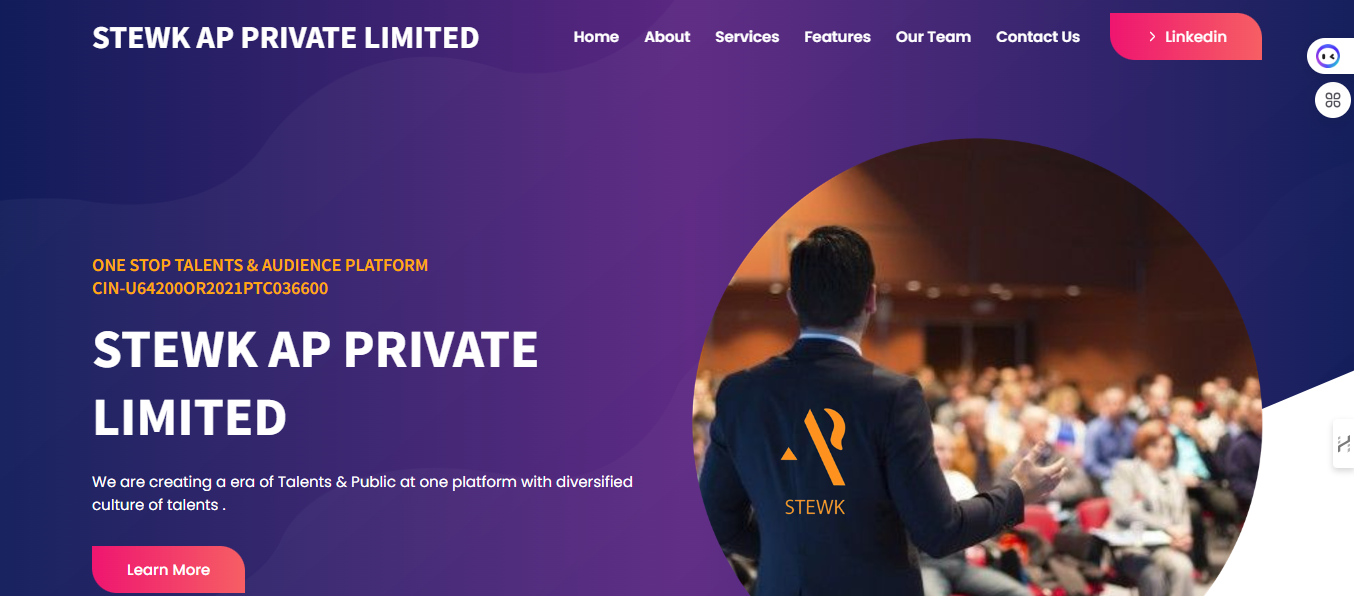 STEWK AP PRIVATE LIMITED
Home About Services Features Our Team Contact Us Linkedin
ONE STOP TALENTS & AUDIENCE PLATFORM
CIN-U64200OR2021PTC036600
STEWK AP PRIVATE
LIMITED
We are creating a era of Talents & Public at one platform with diversified
culture of talents .
Learn More
AP
STEWK